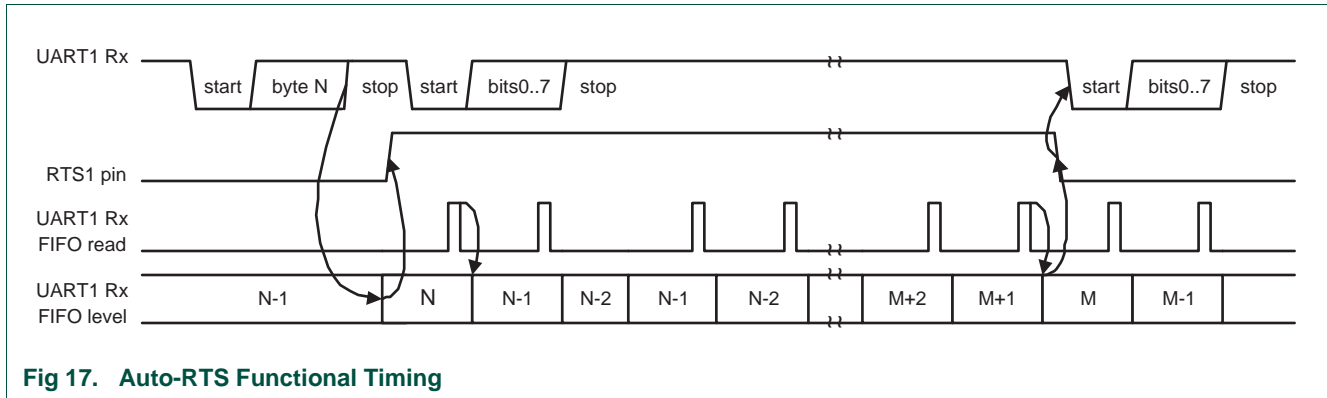 UART1 Rx
start byte N stop start bits0..7 stop start bits0..7 stop
RTS1 pin
UART1 Rx
FIFO read
UART1 Rx
FIFO level
N-1 N N-1 N-2 N-1 N-2 M+2 M+1 M M-1
Fig 17. Auto-RTS Functional Timing